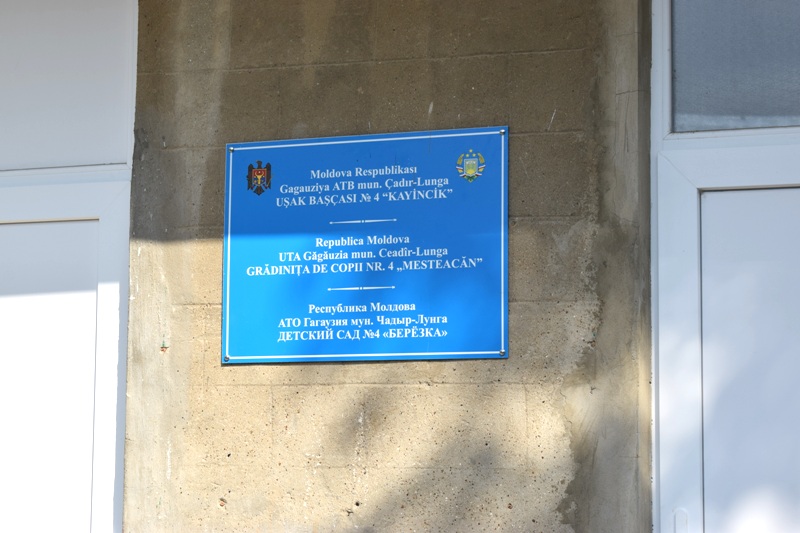 Moldova Respublikası
Gagauziya ATB mun. Çadır-Lunga
UŞAK BAŞÇASI № 4 “KAYİNCİK”
Republica Moldova
UTA Găgăuzia mun. Ceadîr-Lunga
GRĂDINIȚA DE COPII NR. 4 „MESTEACĂN”
Республика Молдова
АТО Гагаузия мун. Чадыр-Лунга
ДЕТСКИЙ САД №4 «БЕРЁЗКА»